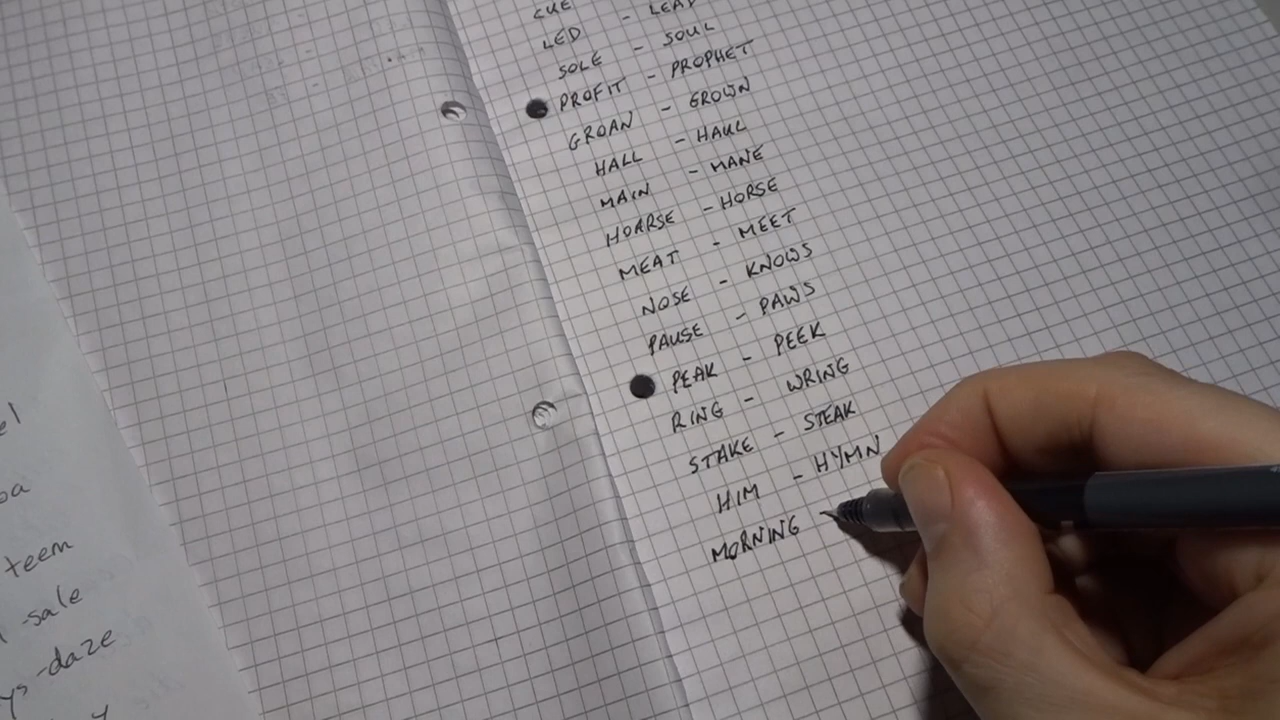 CUE
LED - LEAD
SOLE - SOUL
PROFIT - PROPHET
GROAN - GROWN
HALL - HAUL
MAIN - MANE
HOARSE - HORSE
MEAT - MEET
NOSE - KNOWS
PAUSE - PAWS
PEAK - PEEK
RING - WRING
STAKE - STEAK
HIM - HYMN
MORNING -
teem
-sale
-daze